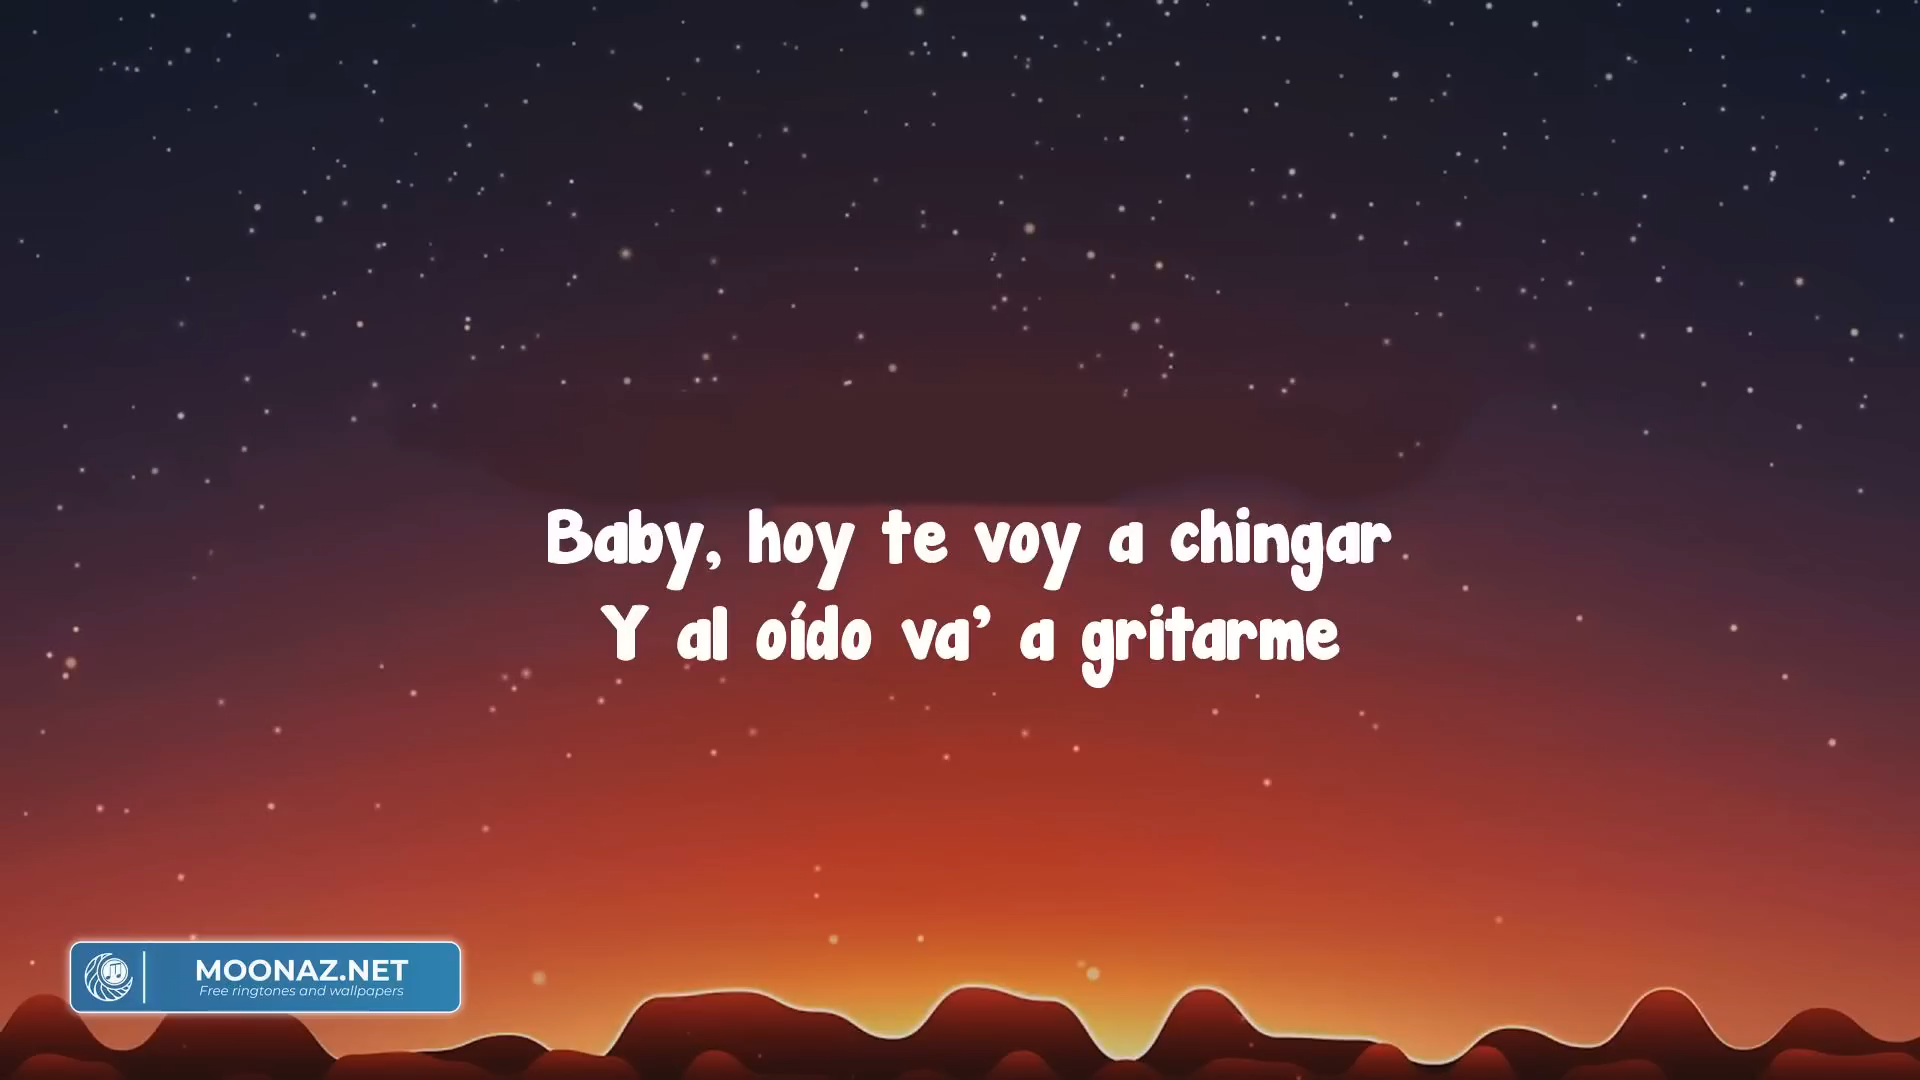 Baby, hoy te voy a chingar
Y al oído va’ a gritarme
MOONAZ.NET
Free ringtones and wallpapers